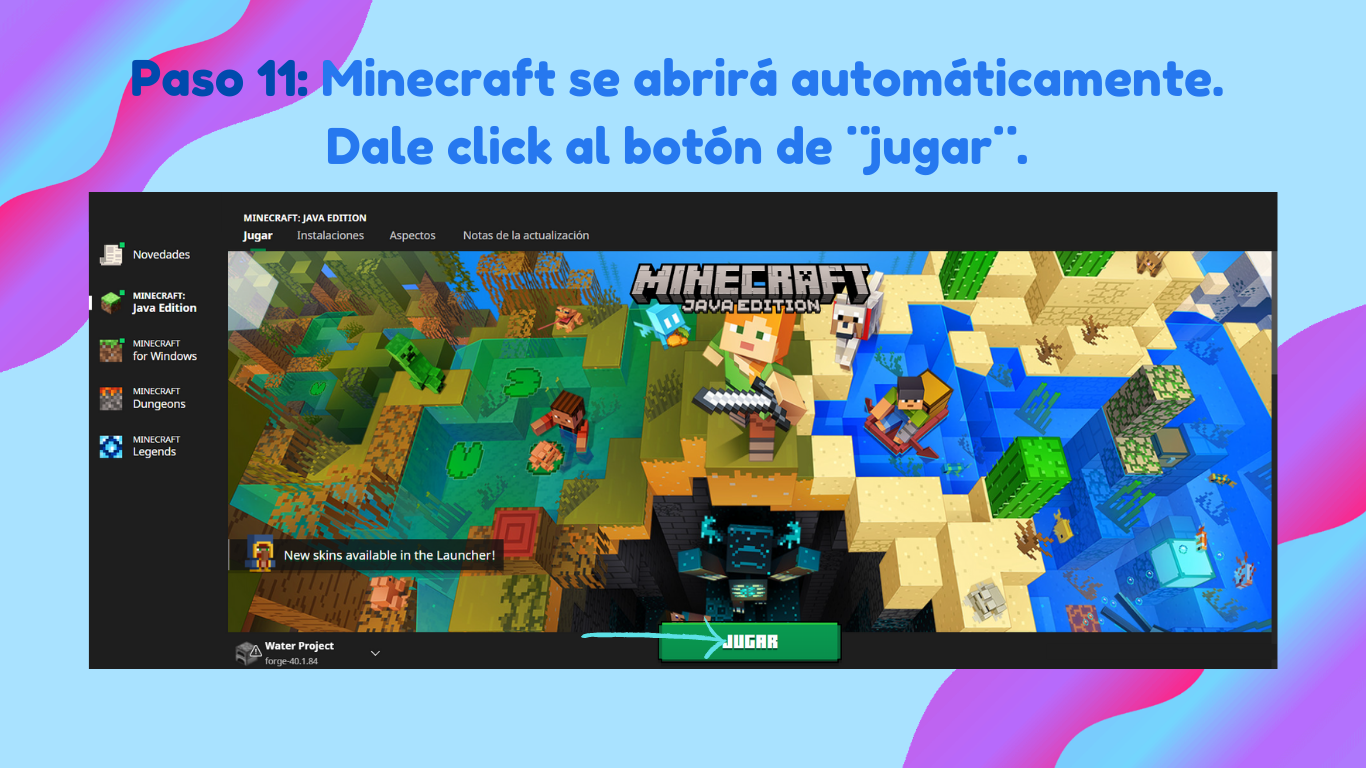 Paso 11: Minecraft se abrirá automáticamente.
Dale click al botón de ¨jugar¨.
MINECRAFT: JAVA EDITION
Jugar Instalaciones Aspectos Notas de la actualización
Novedades
MINECRAFT:
Java Edition
MINECRAFT
for Windows
MINECRAFT
Dungeons
MINECRAFT
Legends
MINECRAFT
JAVA EDITION
New skins available in the Launcher!
Water Project
forge-40.1.84
JUGAR